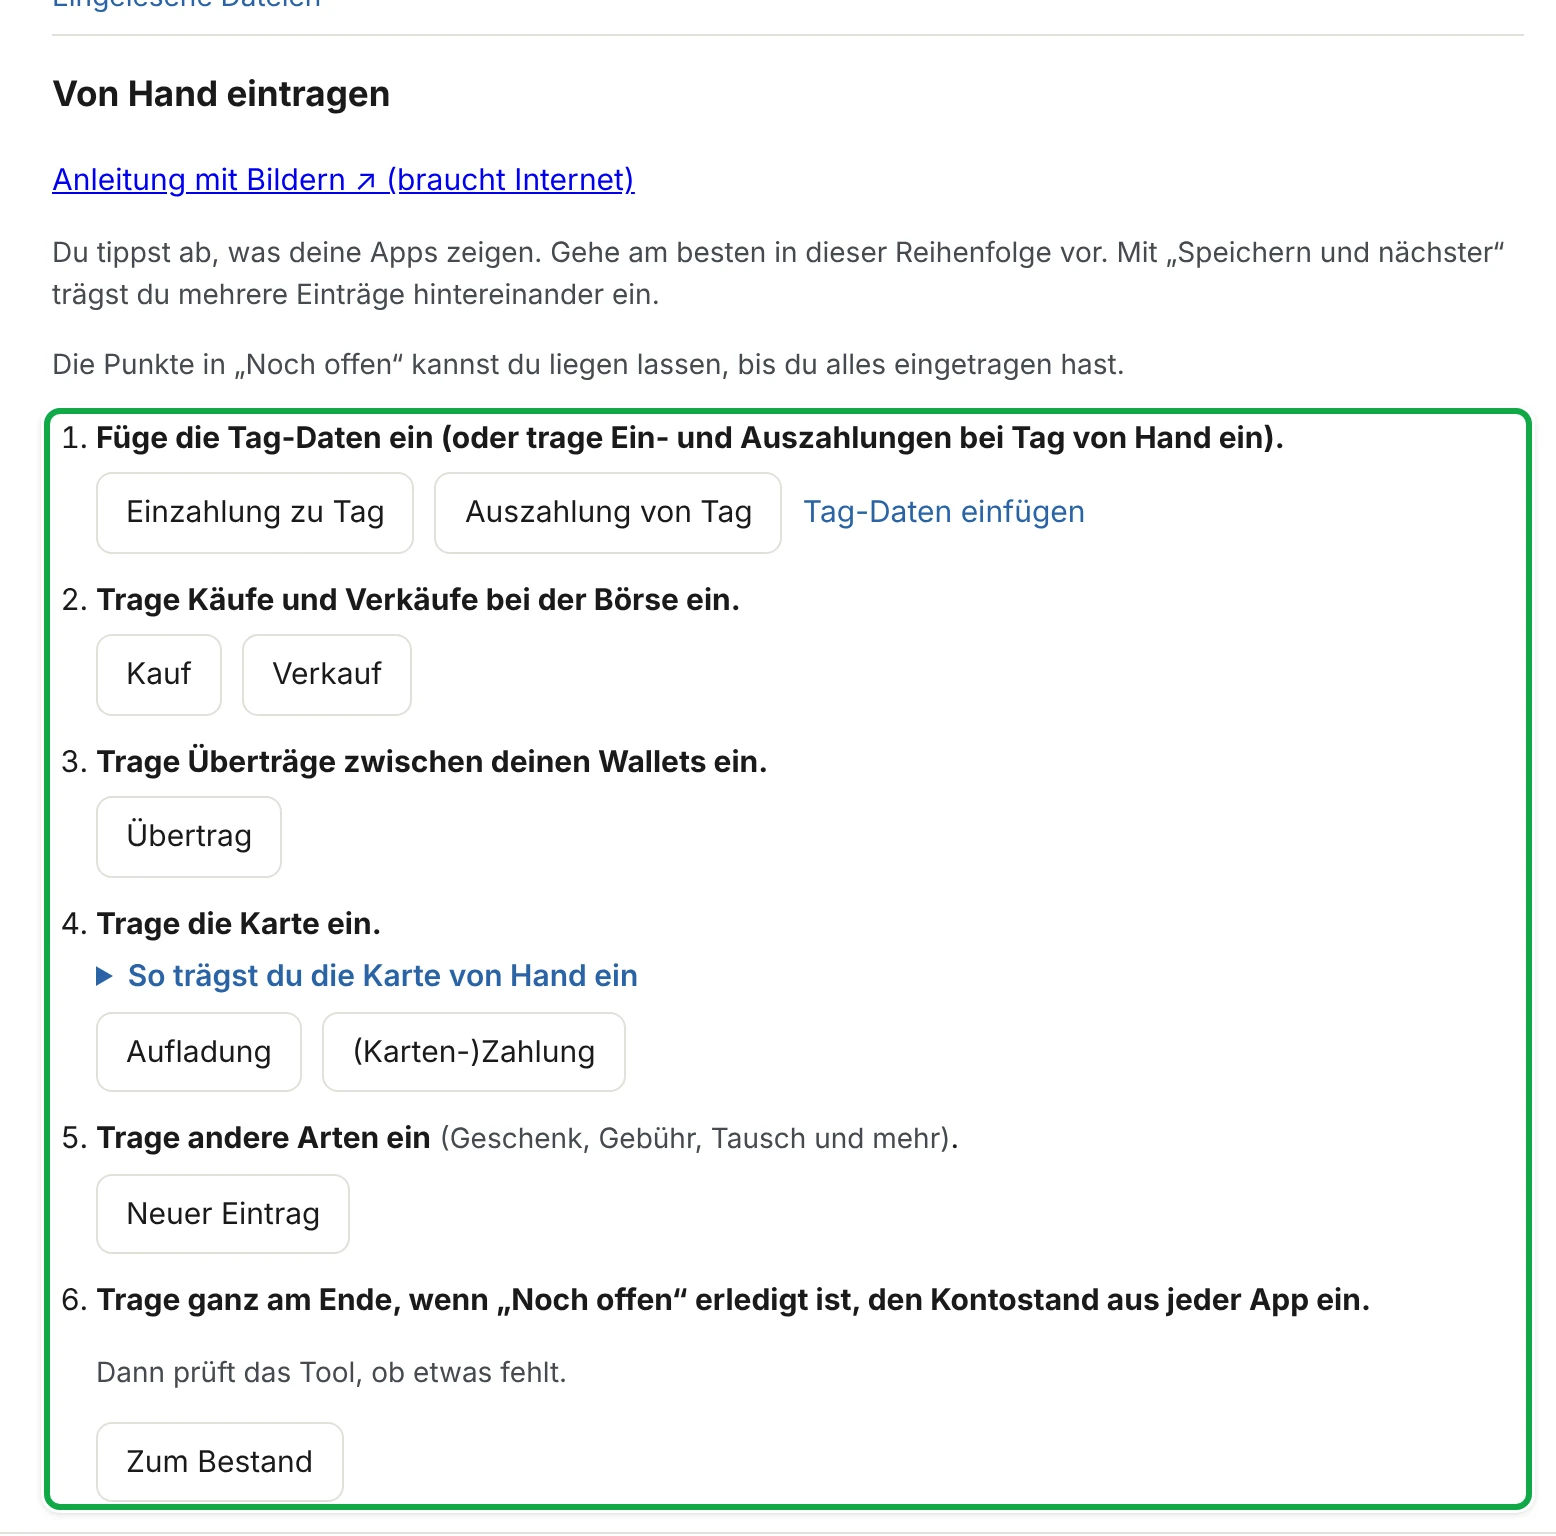 Eingelesene Dateien
Von Hand eintragen
Anleitung mit Bildern ↗ (braucht Internet)
Du tippst ab, was deine Apps zeigen. Gehe am besten in dieser Reihenfolge vor. Mit „Speichern und nächster“
trägst du mehrere Einträge hintereinander ein.
Die Punkte in „Noch offen“ kannst du liegen lassen, bis du alles eingetragen hast.
1. Füge die Tag-Daten ein (oder trage Ein- und Auszahlungen bei Tag von Hand ein).
Einzahlung zu Tag Auszahlung von Tag Tag-Daten einfügen
2. Trage Käufe und Verkäufe bei der Börse ein.
Kauf Verkauf
3. Trage Überträge zwischen deinen Wallets ein.
Übertrag
4. Trage die Karte ein.
▶ So trägst du die Karte von Hand ein
Aufladung (Karten-)Zahlung
5. Trage andere Arten ein (Geschenk, Gebühr, Tausch und mehr).
Neuer Eintrag
6. Trage ganz am Ende, wenn „Noch offen“ erledigt ist, den Kontostand aus jeder App ein.
Dann prüft das Tool, ob etwas fehlt.
Zum Bestand